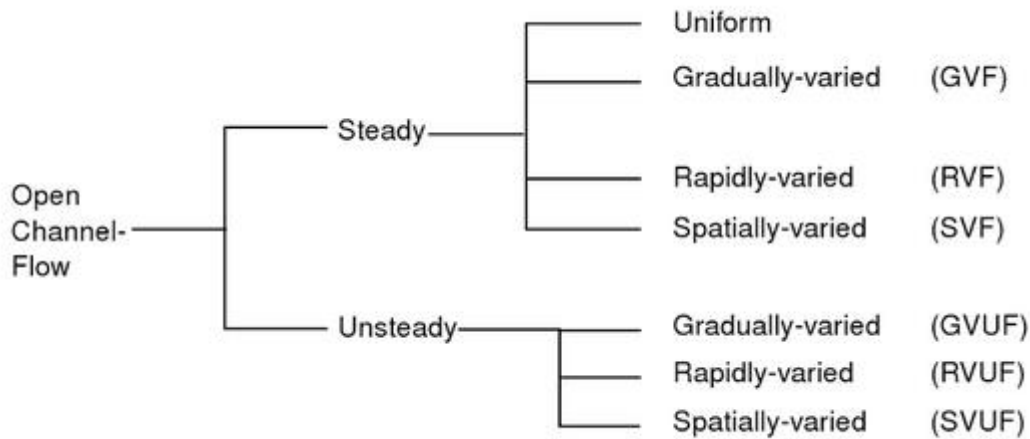 Uniform
Gradually-varied (GVF)
Steady
Rapidly-varied (RVF)
Open
Channel-
Flow
Spatially-varied (SVF)
Unsteady
Gradually-varied (GVUF)
Rapidly-varied (RVUF)
Spatially-varied (SVUF)